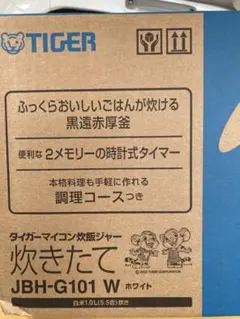 TIGER
ふっくらおいしいごはんが炊ける
黒遠赤厚釜
便利な 2メモリーの時計式タイマー
本格料理も手軽に作れる
調理コースつき
タイガーマイコン炊飯ジャー
炊きたて
JBH-G101 W ホワイト
白米1.0L(5.5合)炊き